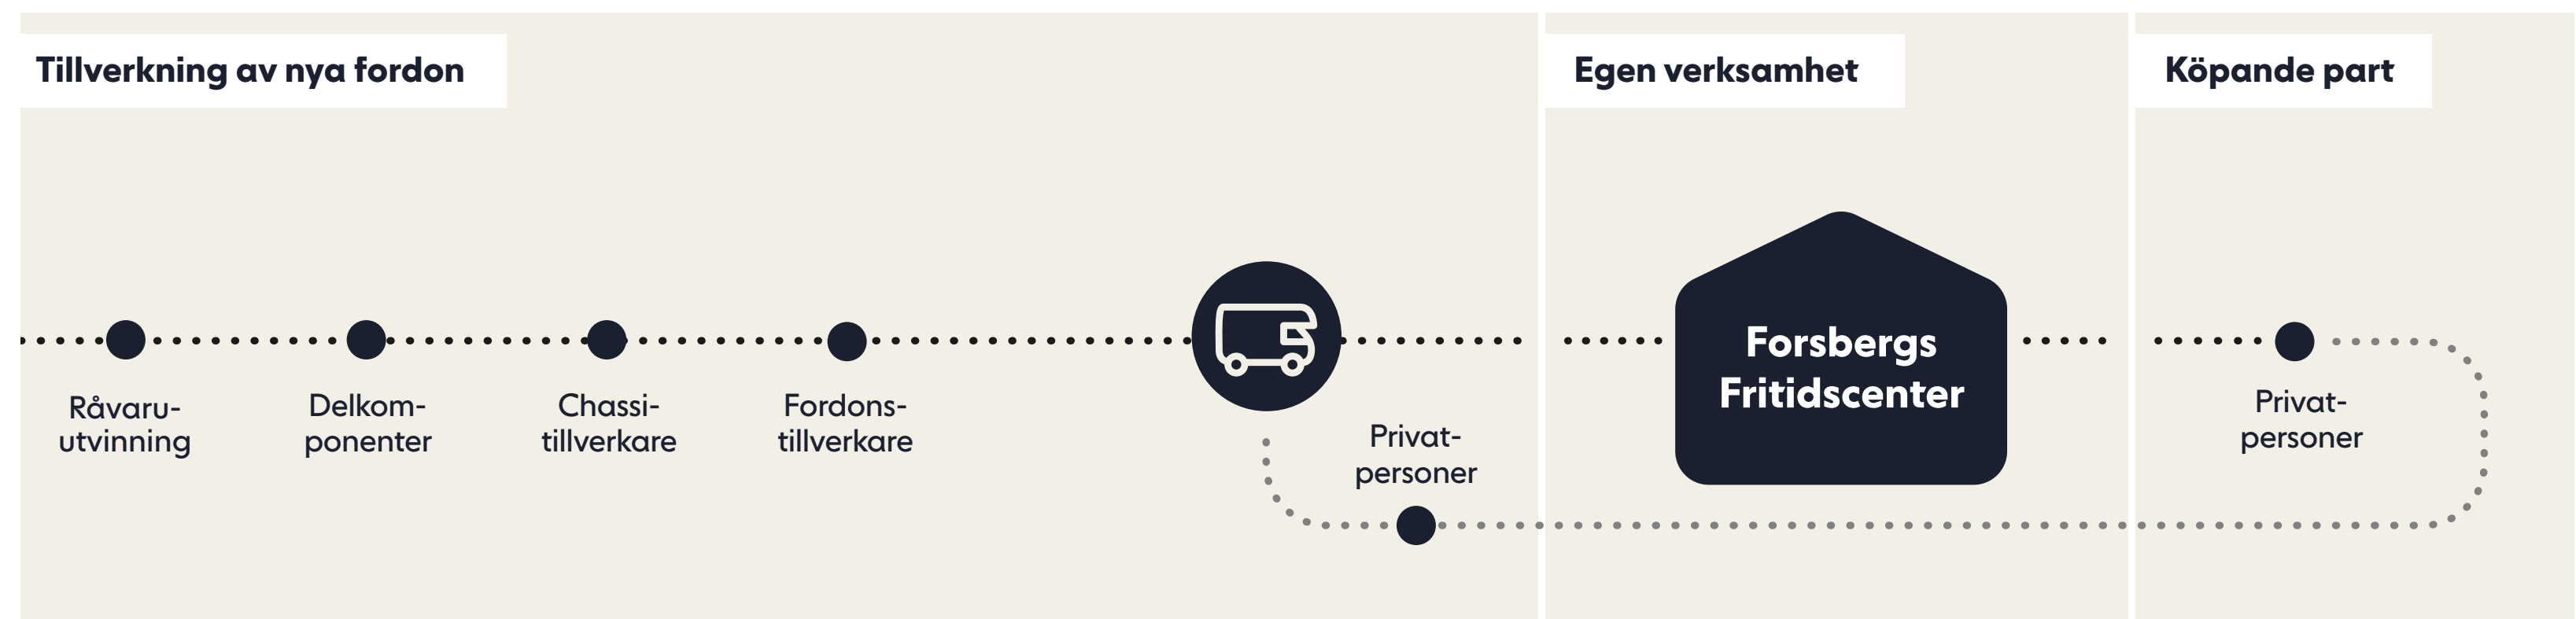 Tillverkning av nya fordon
Egen verksamhet
Köpande part
Råvaru-
utvinning
Delkom-
ponenter
Chassi-
tillverkare
Fordons-
tillverkare
Privat-
personer
Forsbergs
Fritidscenter
Privat-
personer